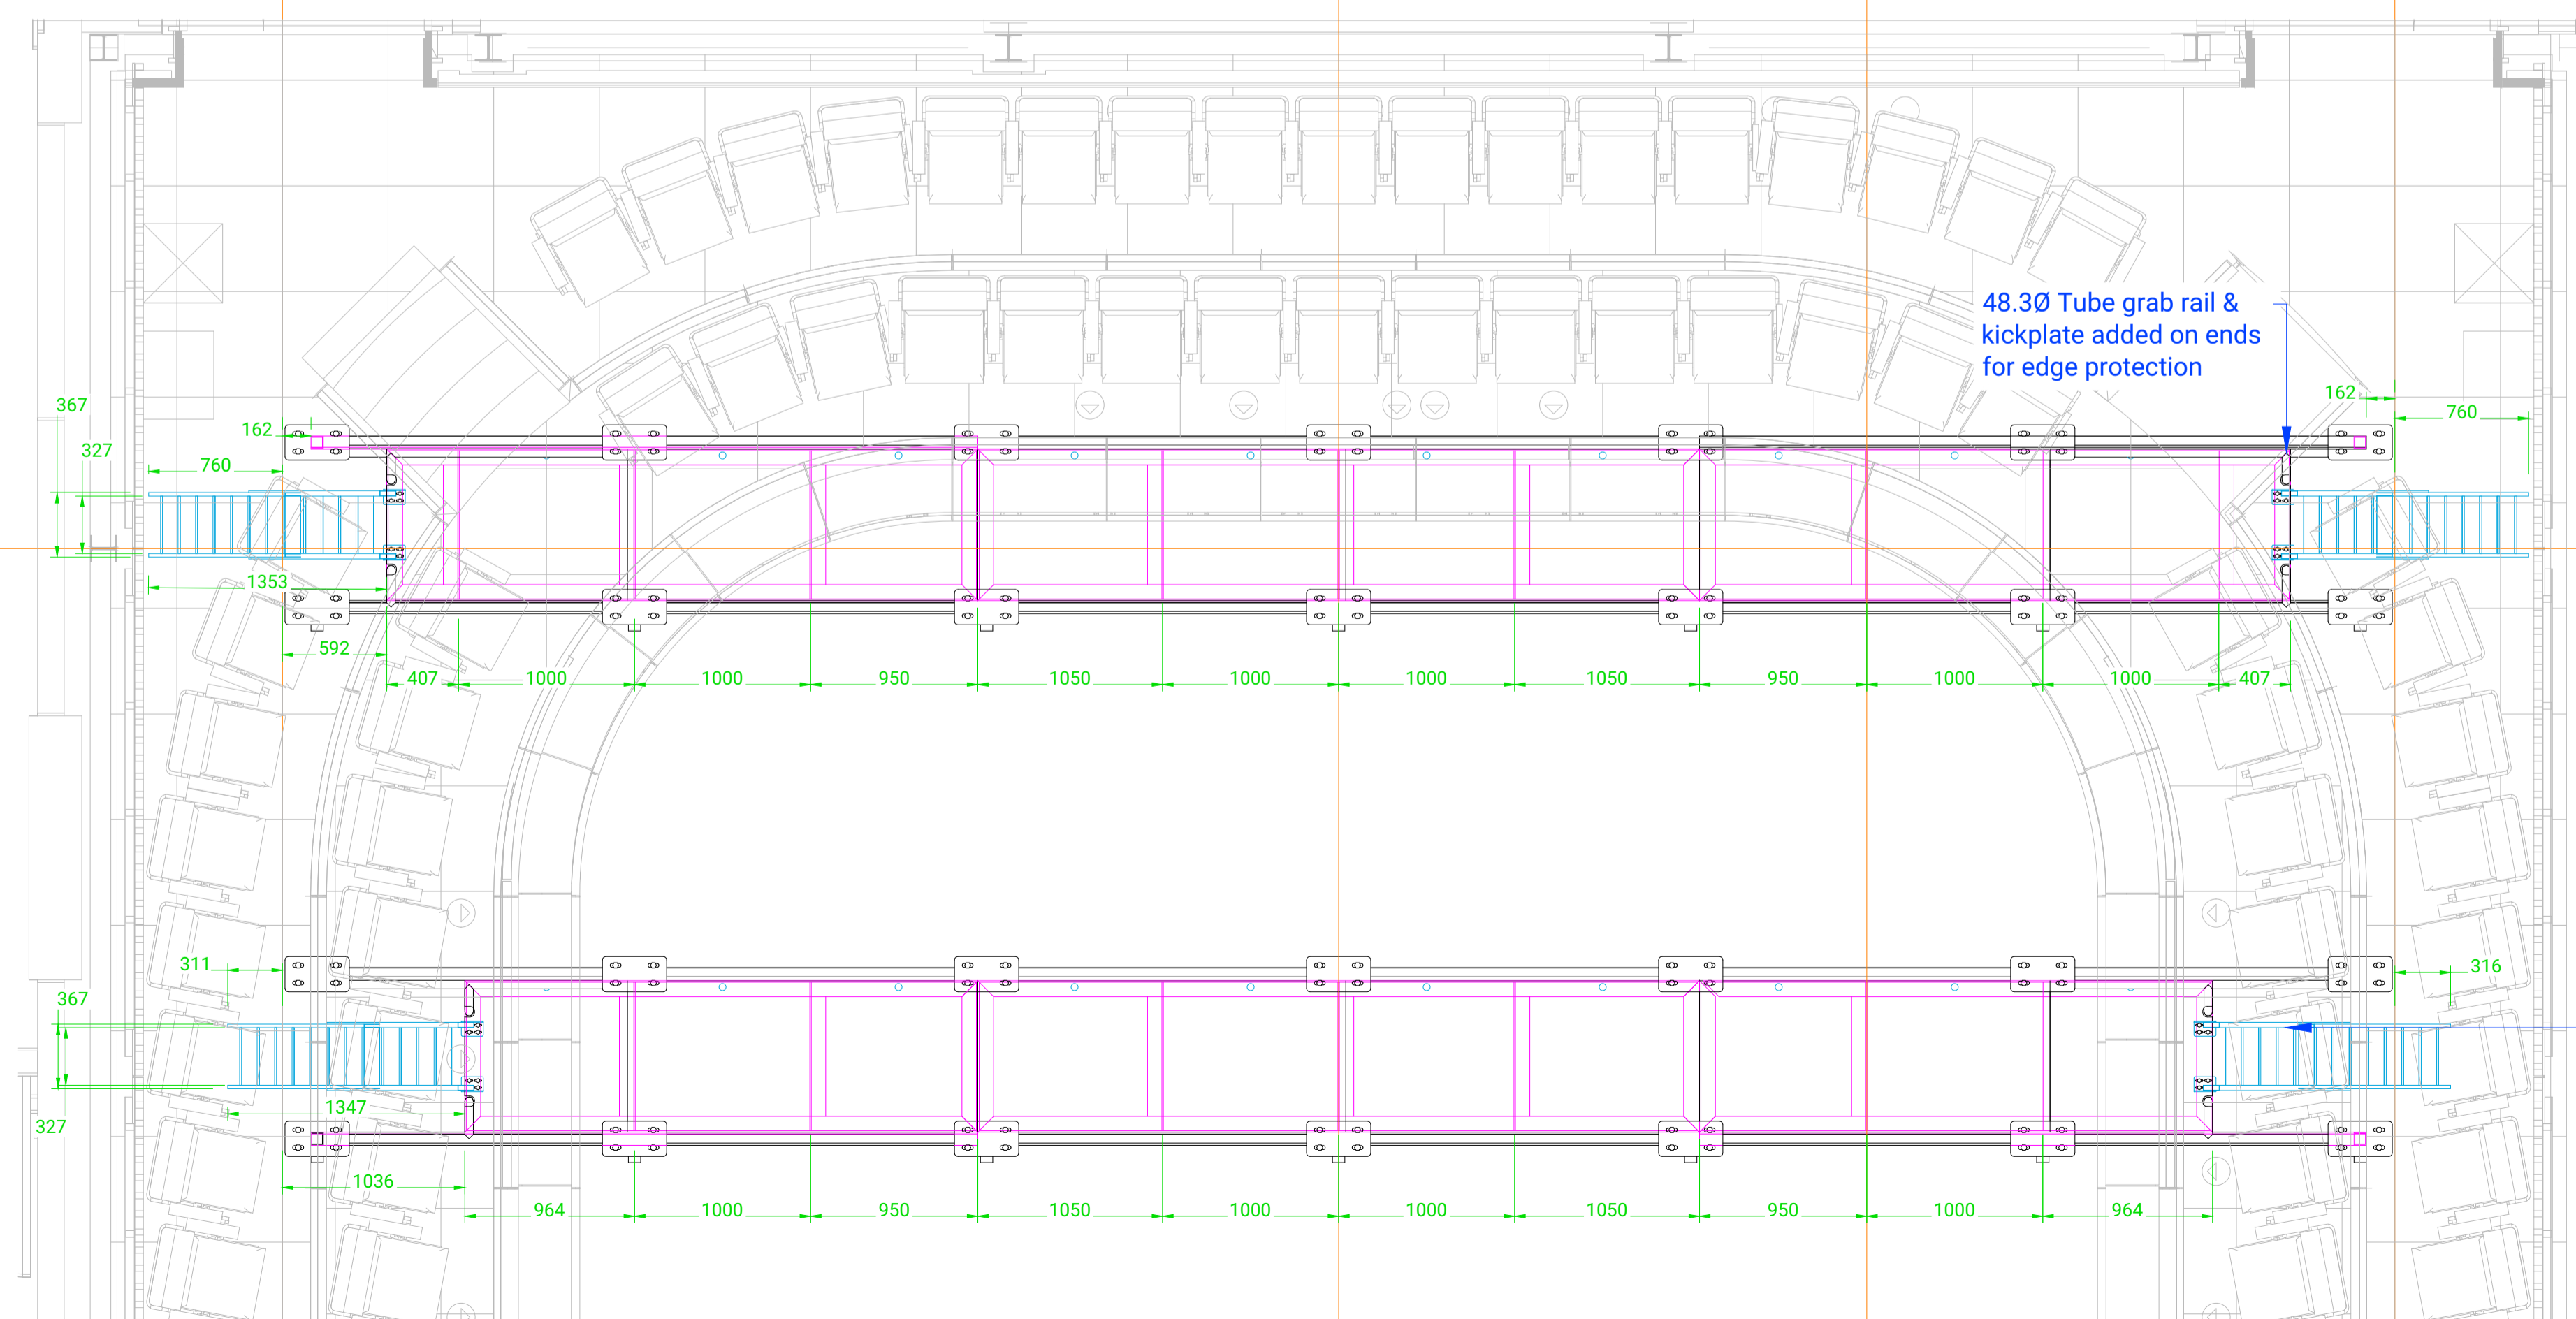 48.3Ø Tube grab rail &
kickplate added on ends
for edge protection
162
760
367
162
327
760
1353
592
407 1000 1000 950 1050 1000 1000 1050 950 1000 1000 407
311
316
367
1347
327
1036
964 1000 950 1050 1000 1000 1050 950 1000 964